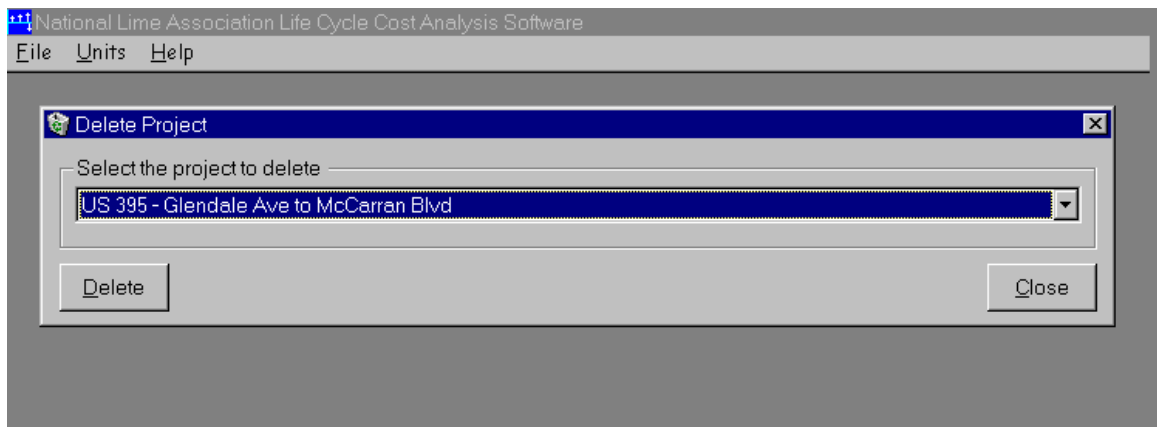 National Lime Association Life Cycle Cost Analysis Software
File Units Help
Delete Project
Select the project to delete
US 395 - Glendale Ave to McCarran Blvd
Delete Close